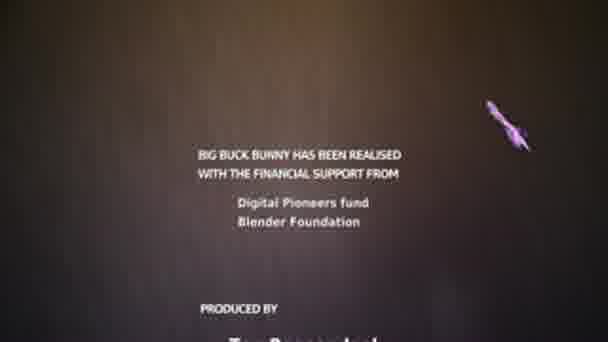 BIG BUCK BUNNY HAS BEEN REALISED
WITH THE FINANCIAL SUPPORT FROM
Digital Pioneers fund
Blender Foundation
PRODUCED BY